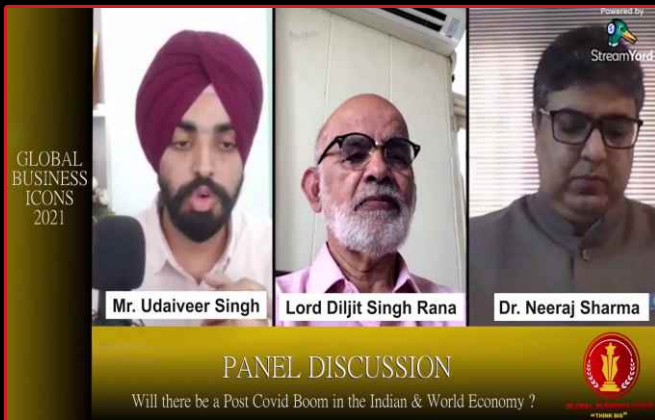 Powered by
StreamYard
GLOBAL
BUSINESS
ICONS
2021
Mr. Udaiveer Singh
Lord Diljit Singh Rana
Dr. Neeraj Sharma
PANEL DISCUSSION
Will there be a Post Covid Boom in the Indian & World Economy ?
"THINK BIG"